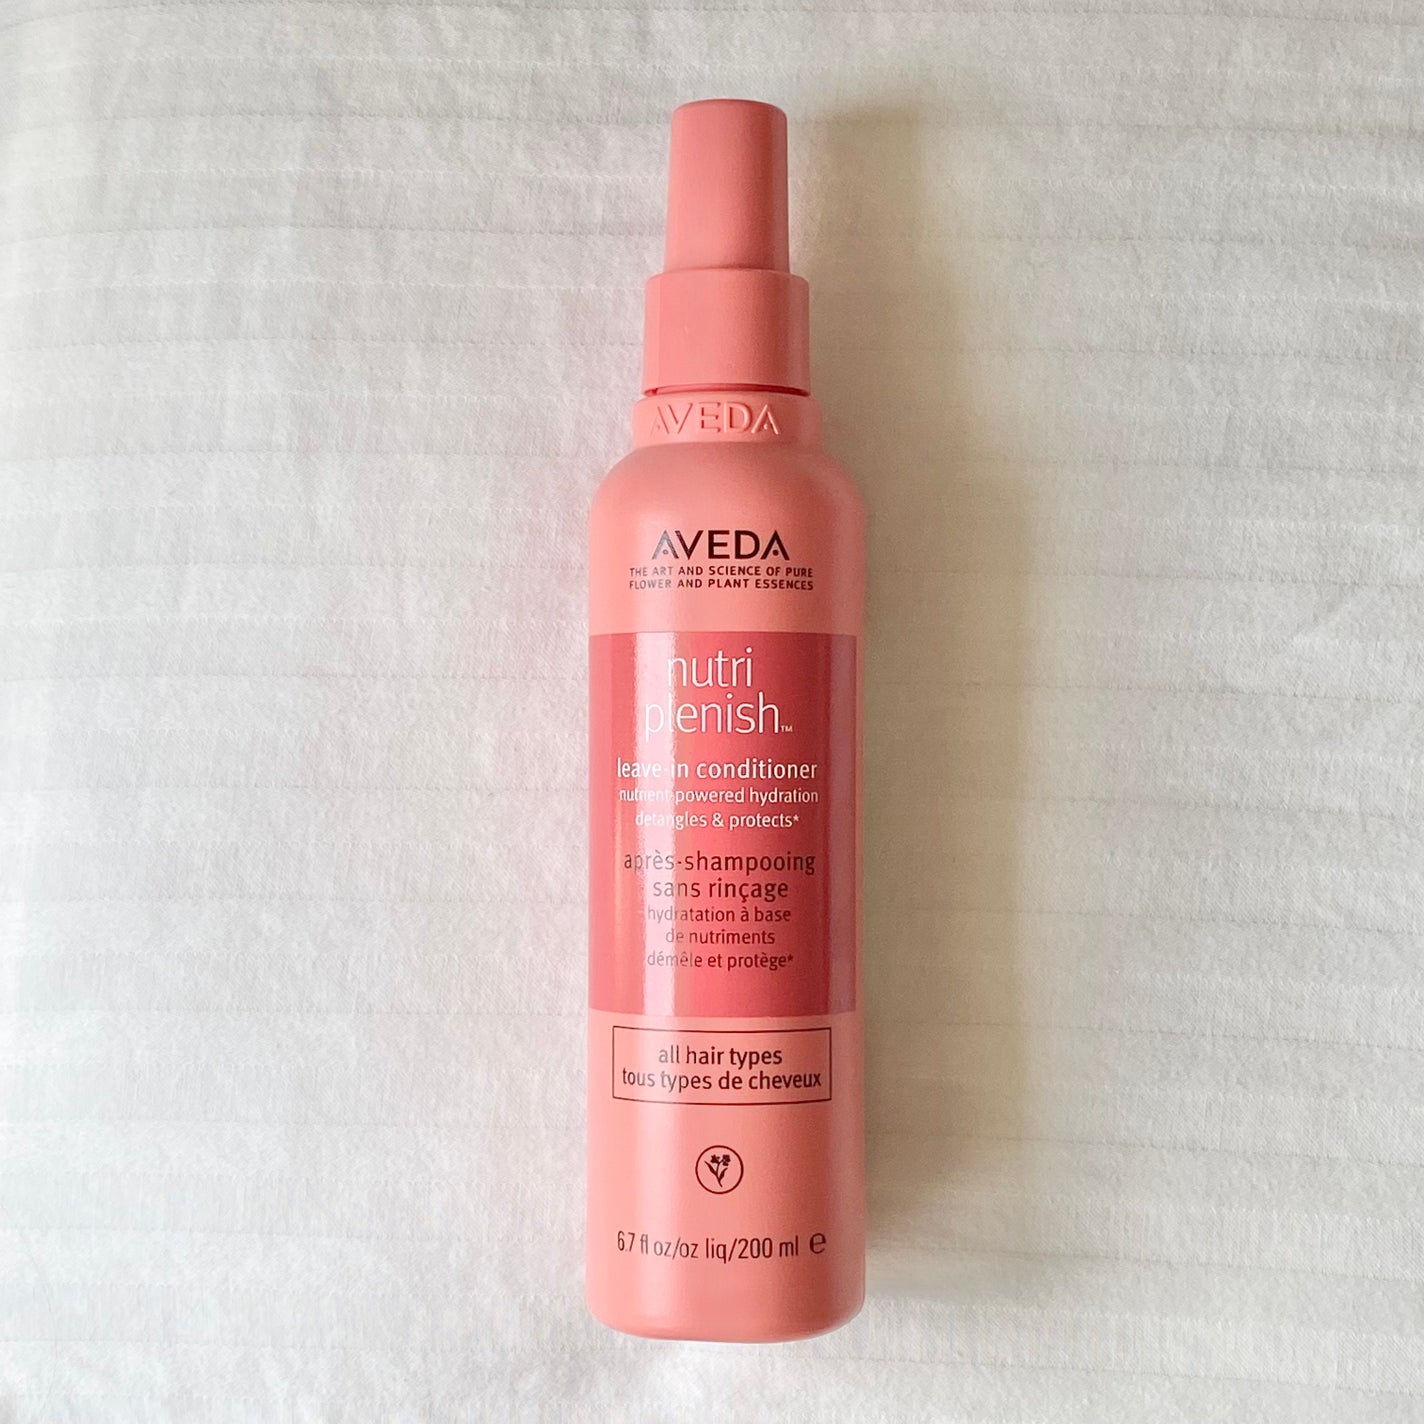 AVEDA
AVEDA
THE ART AND SCIENCE OF PURE
FLOWER AND PLANT ESSENCES
nutri
plenish™
leave-in conditioner
nutrient-powered hydration
detangles & protects*
après-shampooing
sans rinçage
hydratation à base
de nutriments
démêle et protège*
all hair types
tous types de cheveux
6.7 fl oz/oz liq/200 ml ℮